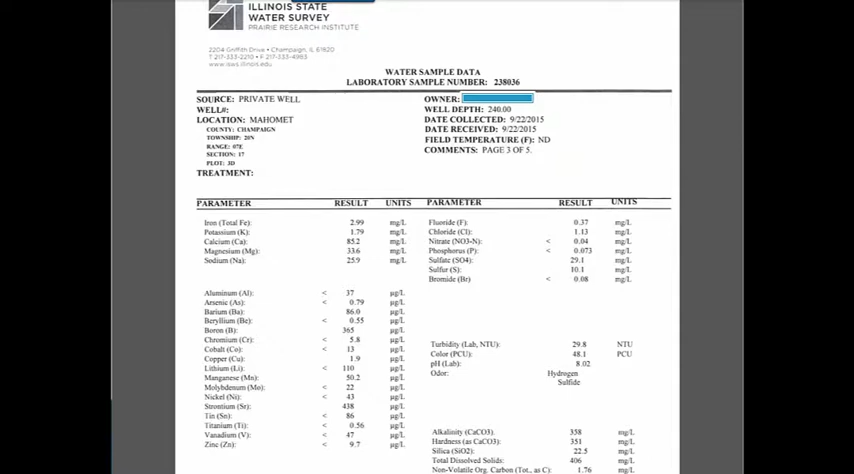 ILLINOIS STATE
WATER SURVEY
PRAIRIE RESEARCH INSTITUTE
2204 Griffith Drive • Champaign, IL 61820
T 217-333-2210 • F 217-333-4983
www.isws.illinois.edu
WATER SAMPLE DATA
LABORATORY SAMPLE NUMBER: 238036
SOURCE: PRIVATE WELL
WELL#:
LOCATION: MAHOMET
COUNTY: CHAMPAIGN
TOWNSHIP: 20N
RANGE: 07E
SECTION: 17
PLOT: 3D
TREATMENT:
OWNER:
WELL DEPTH: 240.00
DATE COLLECTED: 9/22/2015
DATE RECEIVED: 9/22/2015
FIELD TEMPERATURE (F): ND
COMMENTS: PAGE 3 OF 5.
PARAMETER RESULT UNITS PARAMETER RESULT UNITS
Iron (Total Fe): 2.99 mg/L
Potassium (K): 1.79 mg/L
Calcium (Ca): 85.2 mg/L
Magnesium (Mg): 33.6 mg/L
Sodium (Na): 25.9 mg/L
Aluminum (Al): < 37 µg/L
Arsenic (As): < 0.79 µg/L
Barium (Ba): 86.0 µg/L
Beryllium (Be): < 0.55 µg/L
Boron (B): 365 µg/L
Chromium (Cr): < 5.8 µg/L
Cobalt (Co): < 13 µg/L
Copper (Cu): 1.9 µg/L
Lithium (Li): < 110 µg/L
Manganese (Mn): 50.2 µg/L
Molybdenum (Mo): < 22 µg/L
Nickel (Ni): < 43 µg/L
Strontium (Sr): 438 µg/L
Tin (Sn): < 86 µg/L
Titanium (Ti): < 0.56 µg/L
Vanadium (V): < 47 µg/L
Zinc (Zn): < 9.7 µg/L
Fluoride (F): 0.37 mg/L
Chloride (Cl): 1.13 mg/L
Nitrate (NO3-N): < 0.04 mg/L
Phosphorus (P): < 0.073 mg/L
Sulfate (SO4): 29.1 mg/L
Sulfur (S): 10.1 mg/L
Bromide (Br) < 0.08 mg/L
Turbidity (Lab, NTU): 29.8 NTU
Color (PCU): 48.1 PCU
pH (Lab): 8.02
Odor: Hydrogen
Sulfide
Alkalinity (CaCO3): 358 mg/L
Hardness (as CaCO3): 351 mg/L
Silica (SiO2): 22.5 mg/L
Total Dissolved Solids: 406 mg/L
Non-Volatile Org. Carbon (Tot., as C): 1.76 mg/L